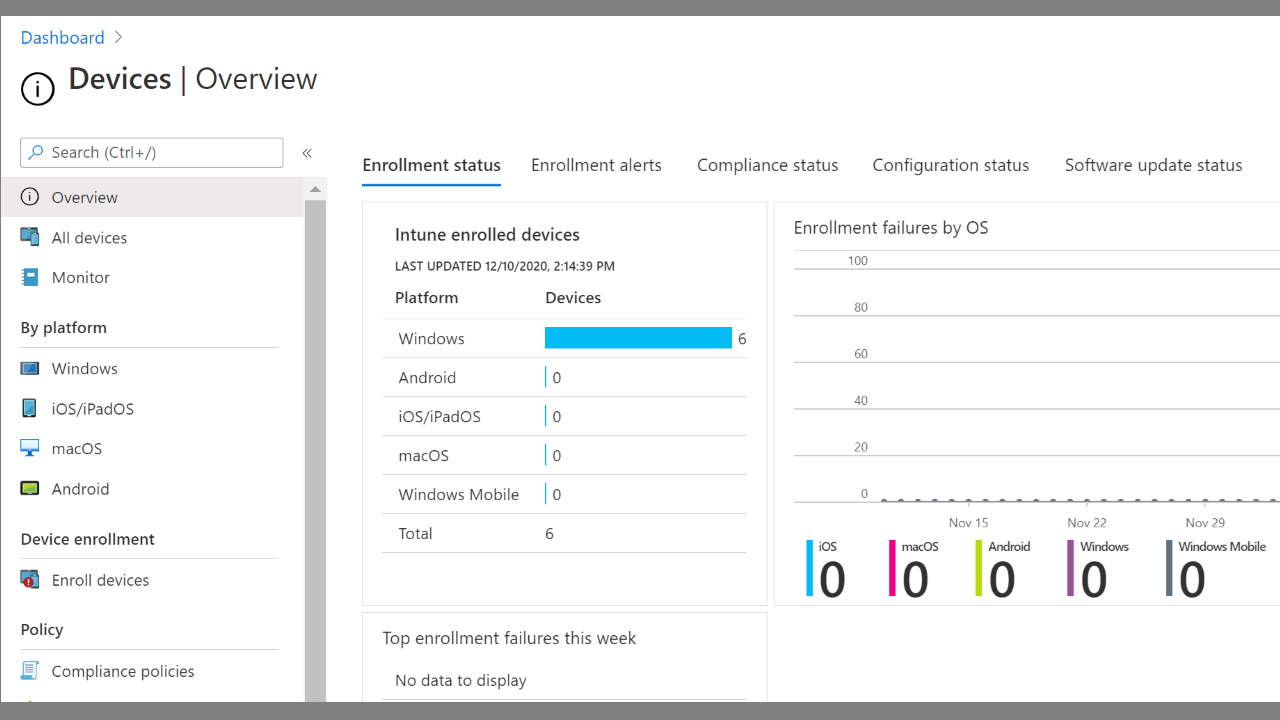 Dashboard
Devices | Overview
Search (Ctrl+/)
Overview
All devices
Monitor
By platform
Windows
iOS/iPadOS
macOS
Android
Device enrollment
Enroll devices
Policy
Compliance policies
Enrollment status Enrollment alerts Compliance status Configuration status Software update status
Intune enrolled devices
LAST UPDATED 12/10/2020, 2:14:39 PM
Platform Devices
Windows 6
Android 0
iOS/iPadOS 0
macOS 0
Windows Mobile 0
Total 6
Enrollment failures by OS
100
80
60
40
20
0
Nov 15 Nov 22 Nov 29
iOS macOS Android Windows Windows Mobile
0 0 0 0 0
Top enrollment failures this week
No data to display